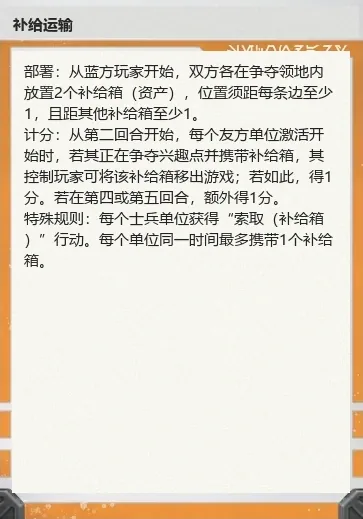 补给运输
部署：从蓝方玩家开始，双方各在争夺领地内
放置2个补给箱（资产），位置须距每条边至少
1，且距其他补给箱至少1。
计分：从第二回合开始，每个友方单位激活开
始时，若其正在争夺兴趣点并携带补给箱，其
控制玩家可将该补给箱移出游戏；若如此，得1
分。若在第四或第五回合，额外得1分。
特殊规则：每个士兵单位获得“索取（补给箱
）”行动。每个单位同一时间最多携带1个补给
箱。